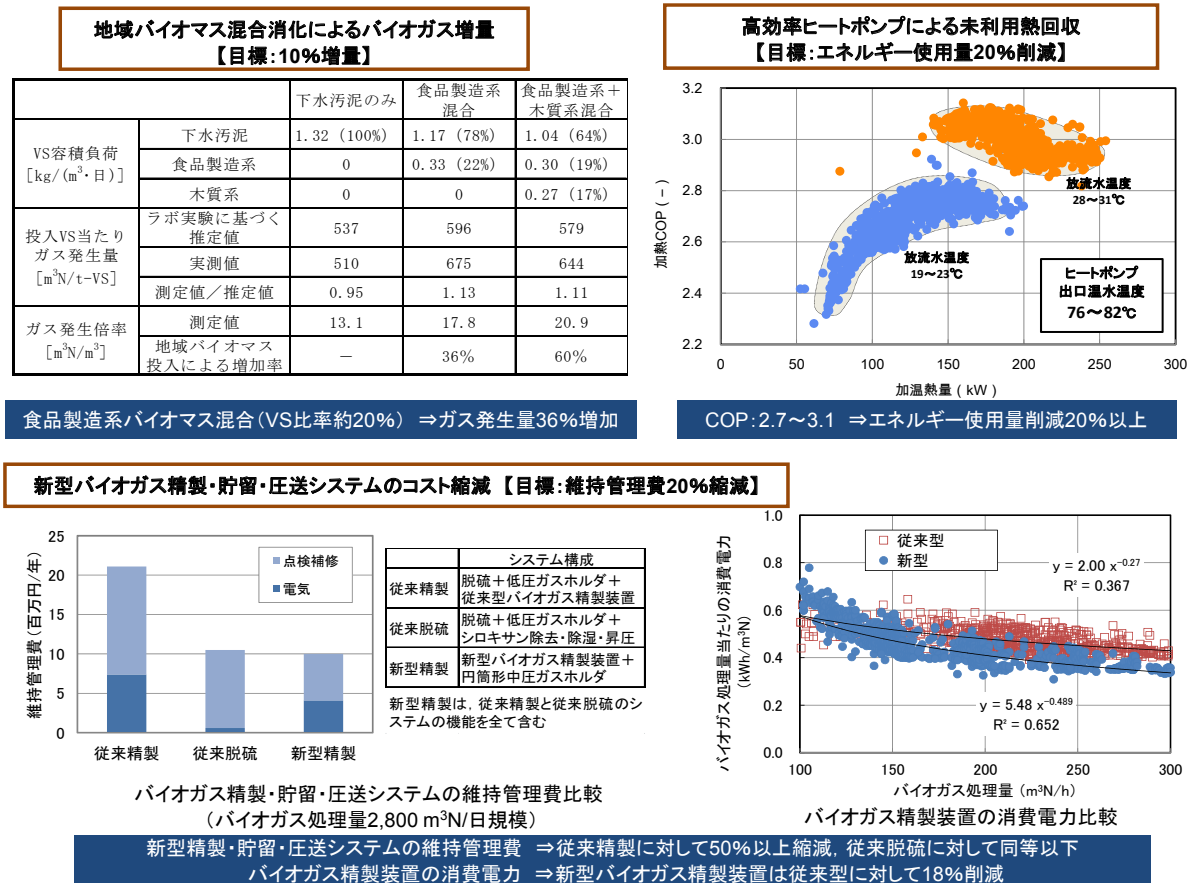 地域バイオマス混合消化によるバイオガス増量
【目標：10%増量】
下水汚泥のみ 食品製造系混合 食品製造系＋木質系混合
VS容積負荷[kg/(m³・日)] 下水汚泥 1.32 (100%) 1.17 (78%) 1.04 (64%)
食品製造系 0 0.33 (22%) 0.30 (19%)
木質系 0 0 0.27 (17%)
投入VS当たりガス発生量[m³N/t-VS] ラボ実験に基づく推定値 537 596 579
実測値 510 675 644
測定値／推定値 0.95 1.13 1.11
ガス発生倍率[m³N/m³] 測定値 13.1 17.8 20.9
地域バイオマス投入による増加率 － 36% 60%
食品製造系バイオマス混合（VS比率約20%） ⇒ガス発生量36%増加
高効率ヒートポンプによる未利用熱回収
【目標：エネルギー使用量20%削減】
加熱COP（－）
3.2
3.0
2.8
2.6
2.4
2.2
0 50 100 150 200 250 300
加温熱量（kW）
放流水温度
28～31℃
放流水温度
19～23℃
ヒートポンプ
出口温水温度
76～82℃
COP：2.7～3.1 ⇒エネルギー使用量削減20%以上
新型バイオガス精製・貯留・圧送システムのコスト縮減 【目標：維持管理費20%縮減】
維持管理費（百万円/年）
25
20
15
10
5
0
点検補修
電気
従来精製 従来脱硫 新型精製
システム構成
従来精製 脱硫＋低圧ガスホルダ＋
従来型バイオガス精製装置
従来脱硫 脱硫＋低圧ガスホルダ＋
シロキサン除去・除湿・昇圧
新型精製 新型バイオガス精製装置＋
円筒形中圧ガスホルダ
新型精製は，従来精製と従来脱硫のシ
ステムの機能を全て含む
バイオガス精製・貯留・圧送システムの維持管理費比較
（バイオガス処理量2,800 m³N/日規模）
バイオガス処理量当たりの消費電力
（kWh/m³N）
1.0
0.8
0.6
0.4
0.2
0.0
従来型
新型
y = 2.00 x⁻⁰·²⁷
R² = 0.367
y = 5.48 x⁻⁰·⁴⁸⁹
R² = 0.652
100 150 200 250 300
バイオガス処理量（m³N/h）
バイオガス精製装置の消費電力比較
新型精製・貯留・圧送システムの維持管理費 ⇒従来精製に対して50%以上縮減，従来脱硫に対して同等以下
バイオガス精製装置の消費電力 ⇒新型バイオガス精製装置は従来型に対して18%削減